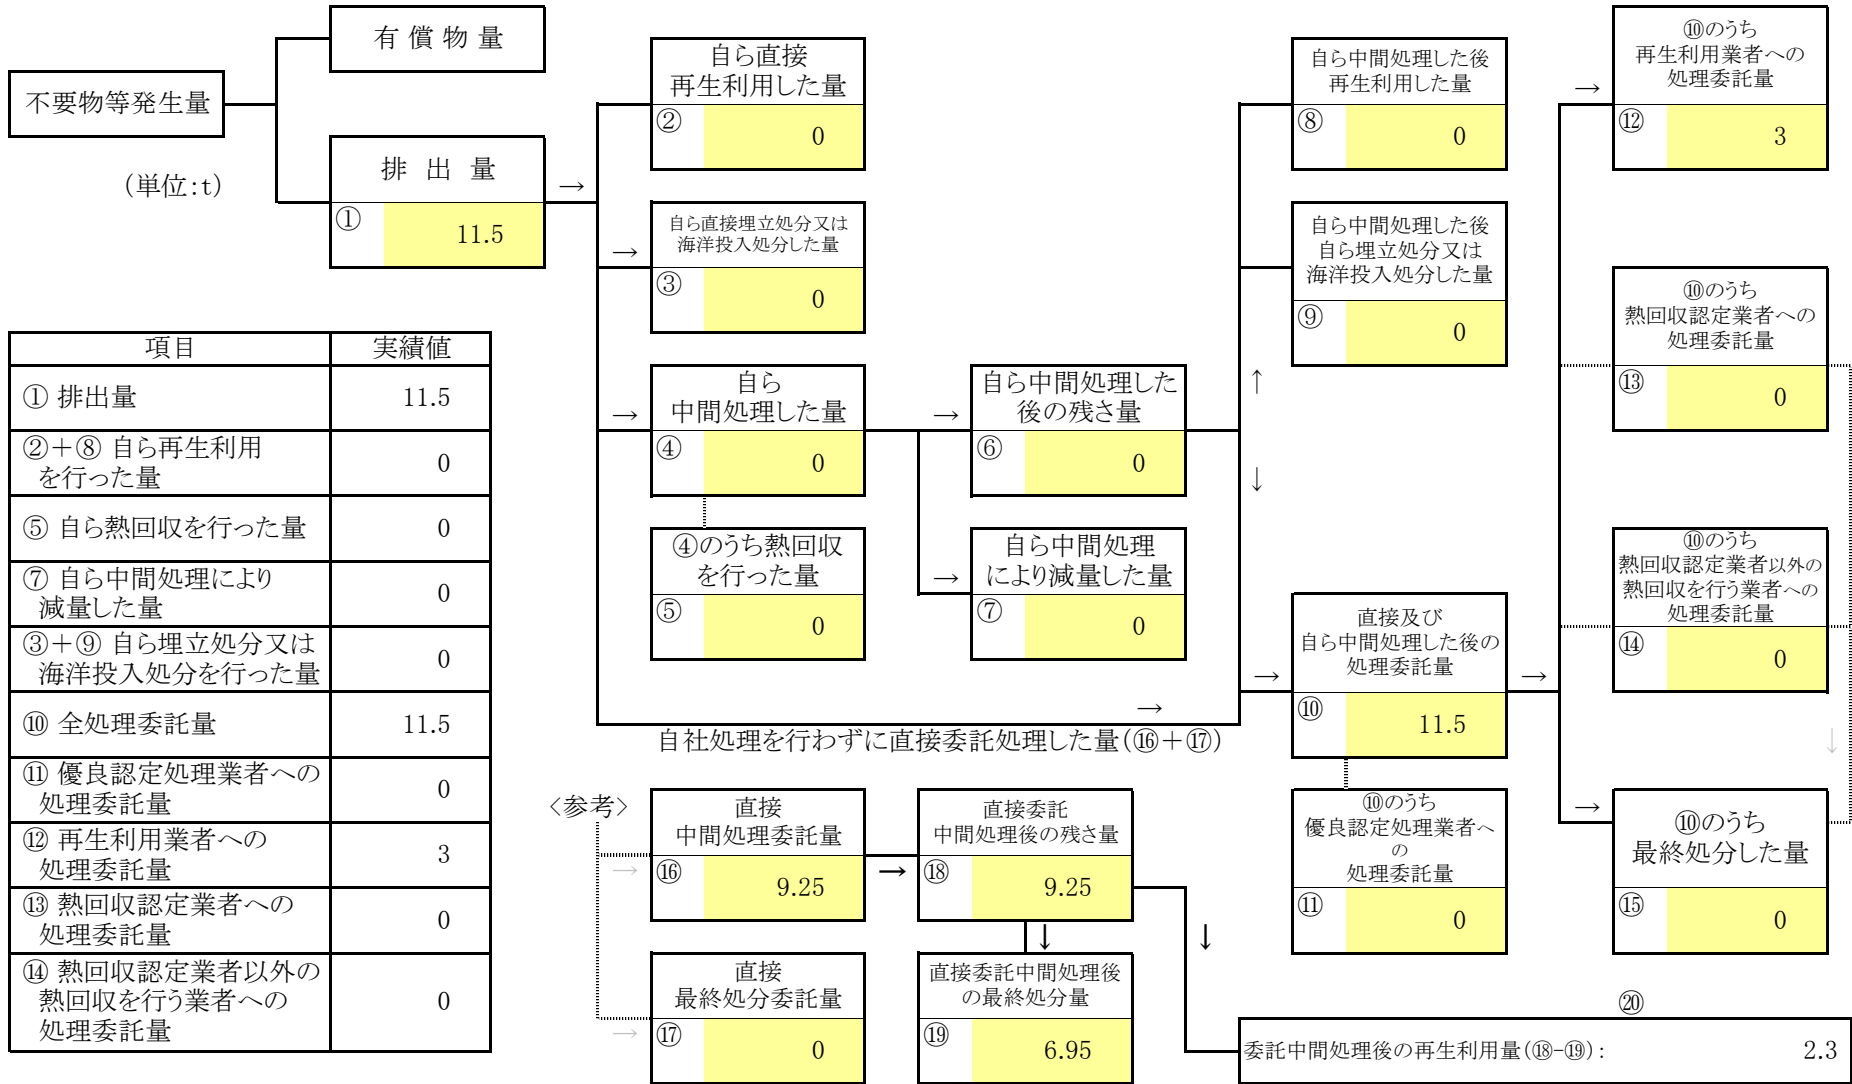 有 償 物 量
不要物等発生量
(単位:t)
排 出 量
→
①
11.5
自ら直接
再生利用した量
②
0
→
自ら直接埋立処分又は
海洋投入処分した量
③
0
→
自ら
中間処理した量
④
0
④のうち熱回収
を行った量
⑤
0
→
自ら中間処理した
後の残さ量
⑥
0
→
自ら中間処理
により減量した量
⑦
0
自ら中間処理した後
再生利用した量
⑧
0
自ら中間処理した後
自ら埋立処分又は
海洋投入処分した量
⑨
0
↑
↓
→
自社処理を行わずに直接委託処理した量(⑯+⑰)
→
直接及び
自ら中間処理した後の
処理委託量
⑩
11.5
→
⑩のうち
優良認定処理業者へ
の
処理委託量
⑪
0
→
⑩のうち
再生利用業者への
処理委託量
⑫
3
⑩のうち
熱回収認定業者への
処理委託量
⑬
0
⑩のうち
熱回収認定業者以外の
熱回収を行う業者への
処理委託量
⑭
0
↓
→
⑩のうち
最終処分した量
⑮
0
項目 実績値
① 排出量 11.5
②+⑧ 自ら再生利用
を行った量 0
⑤ 自ら熱回収を行った量 0
⑦ 自ら中間処理により
減量した量 0
③+⑨ 自ら埋立処分又は
海洋投入処分を行った量 0
⑩ 全処理委託量 11.5
⑪ 優良認定処理業者への
処理委託量 0
⑫ 再生利用業者への
処理委託量 3
⑬ 熱回収認定業者への
処理委託量 0
⑭ 熱回収認定業者以外の
熱回収を行う業者への
処理委託量 0
<参考>
→
直接
中間処理委託量
⑯
9.25
→
直接委託
中間処理後の残さ量
⑱
9.25
↓
↓
→
直接
最終処分委託量
⑰
0
直接委託中間処理後
の最終処分量
⑲
6.95
⑳
委託中間処理後の再生利用量(⑱-⑲): 2.3